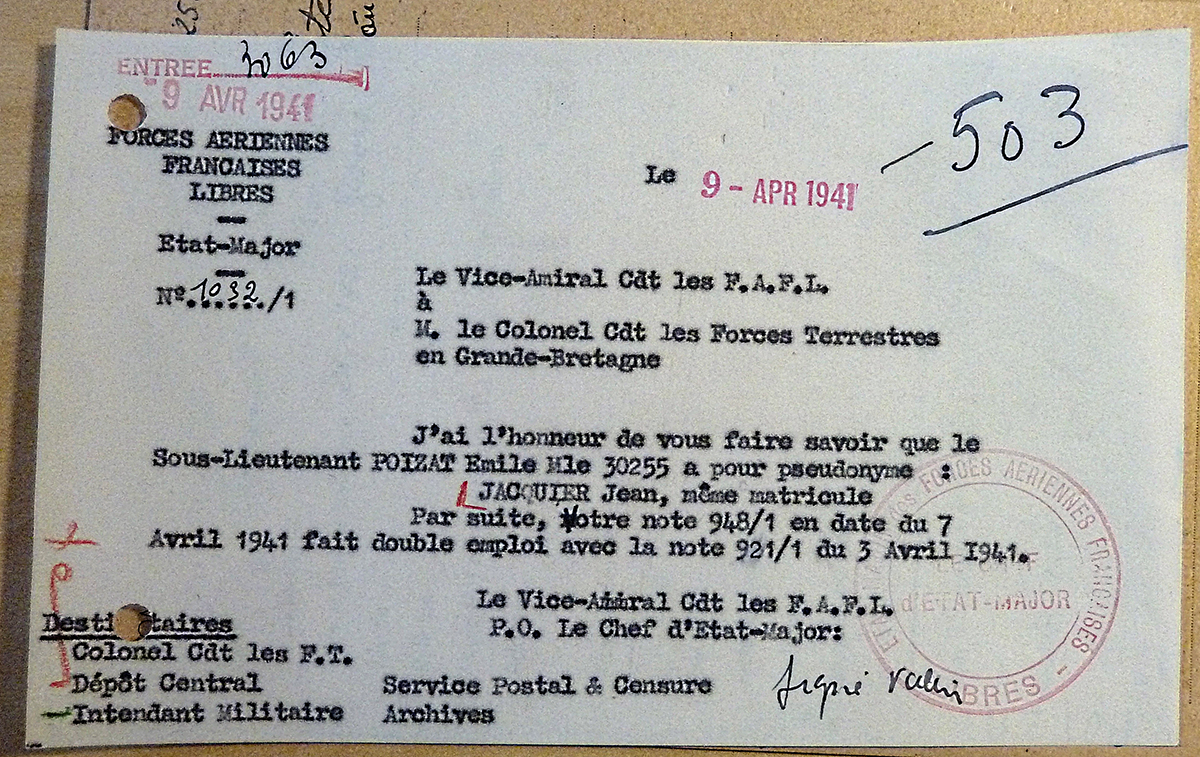 25
ENTREE 3063
9 AVR 1941
FORCES AERIENNES
FRANCAISES
LIBRES
Etat-Major
N°.1032./1
- 503
Le 9 - APR 1941
Le Vice-Amiral Cdt les F.A.F.L.
à
M. le Colonel Cdt les Forces Terrestres
en Grande-Bretagne
J'ai l'honneur de vous faire savoir que le
Sous-Lieutenant POIZAT Emile Mle 30255 a pour pseudonyme :
JACQUIER Jean, même matricule
Par suite, Votre note 948/1 en date du 7
Avril 1941 fait double emploi avec la note 921/1 du 3 Avril I941.
Le Vice-Amiral Cdt les F.A.F.L.
P.O. Le Chef d'Etat-Major:
signé Valin
FORCES AERIENNES FRANCAISES LIBRES -
d'ETAT-MAJOR
Destinataires
Colonel Cdt les F.T.
Dépôt Central
Intendant Militaire
Service Postal & Censure
Archives